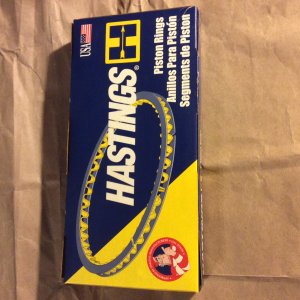 USA
HASTINGS®
Piston Rings
Anillos Para Pistón
Segments de Piston